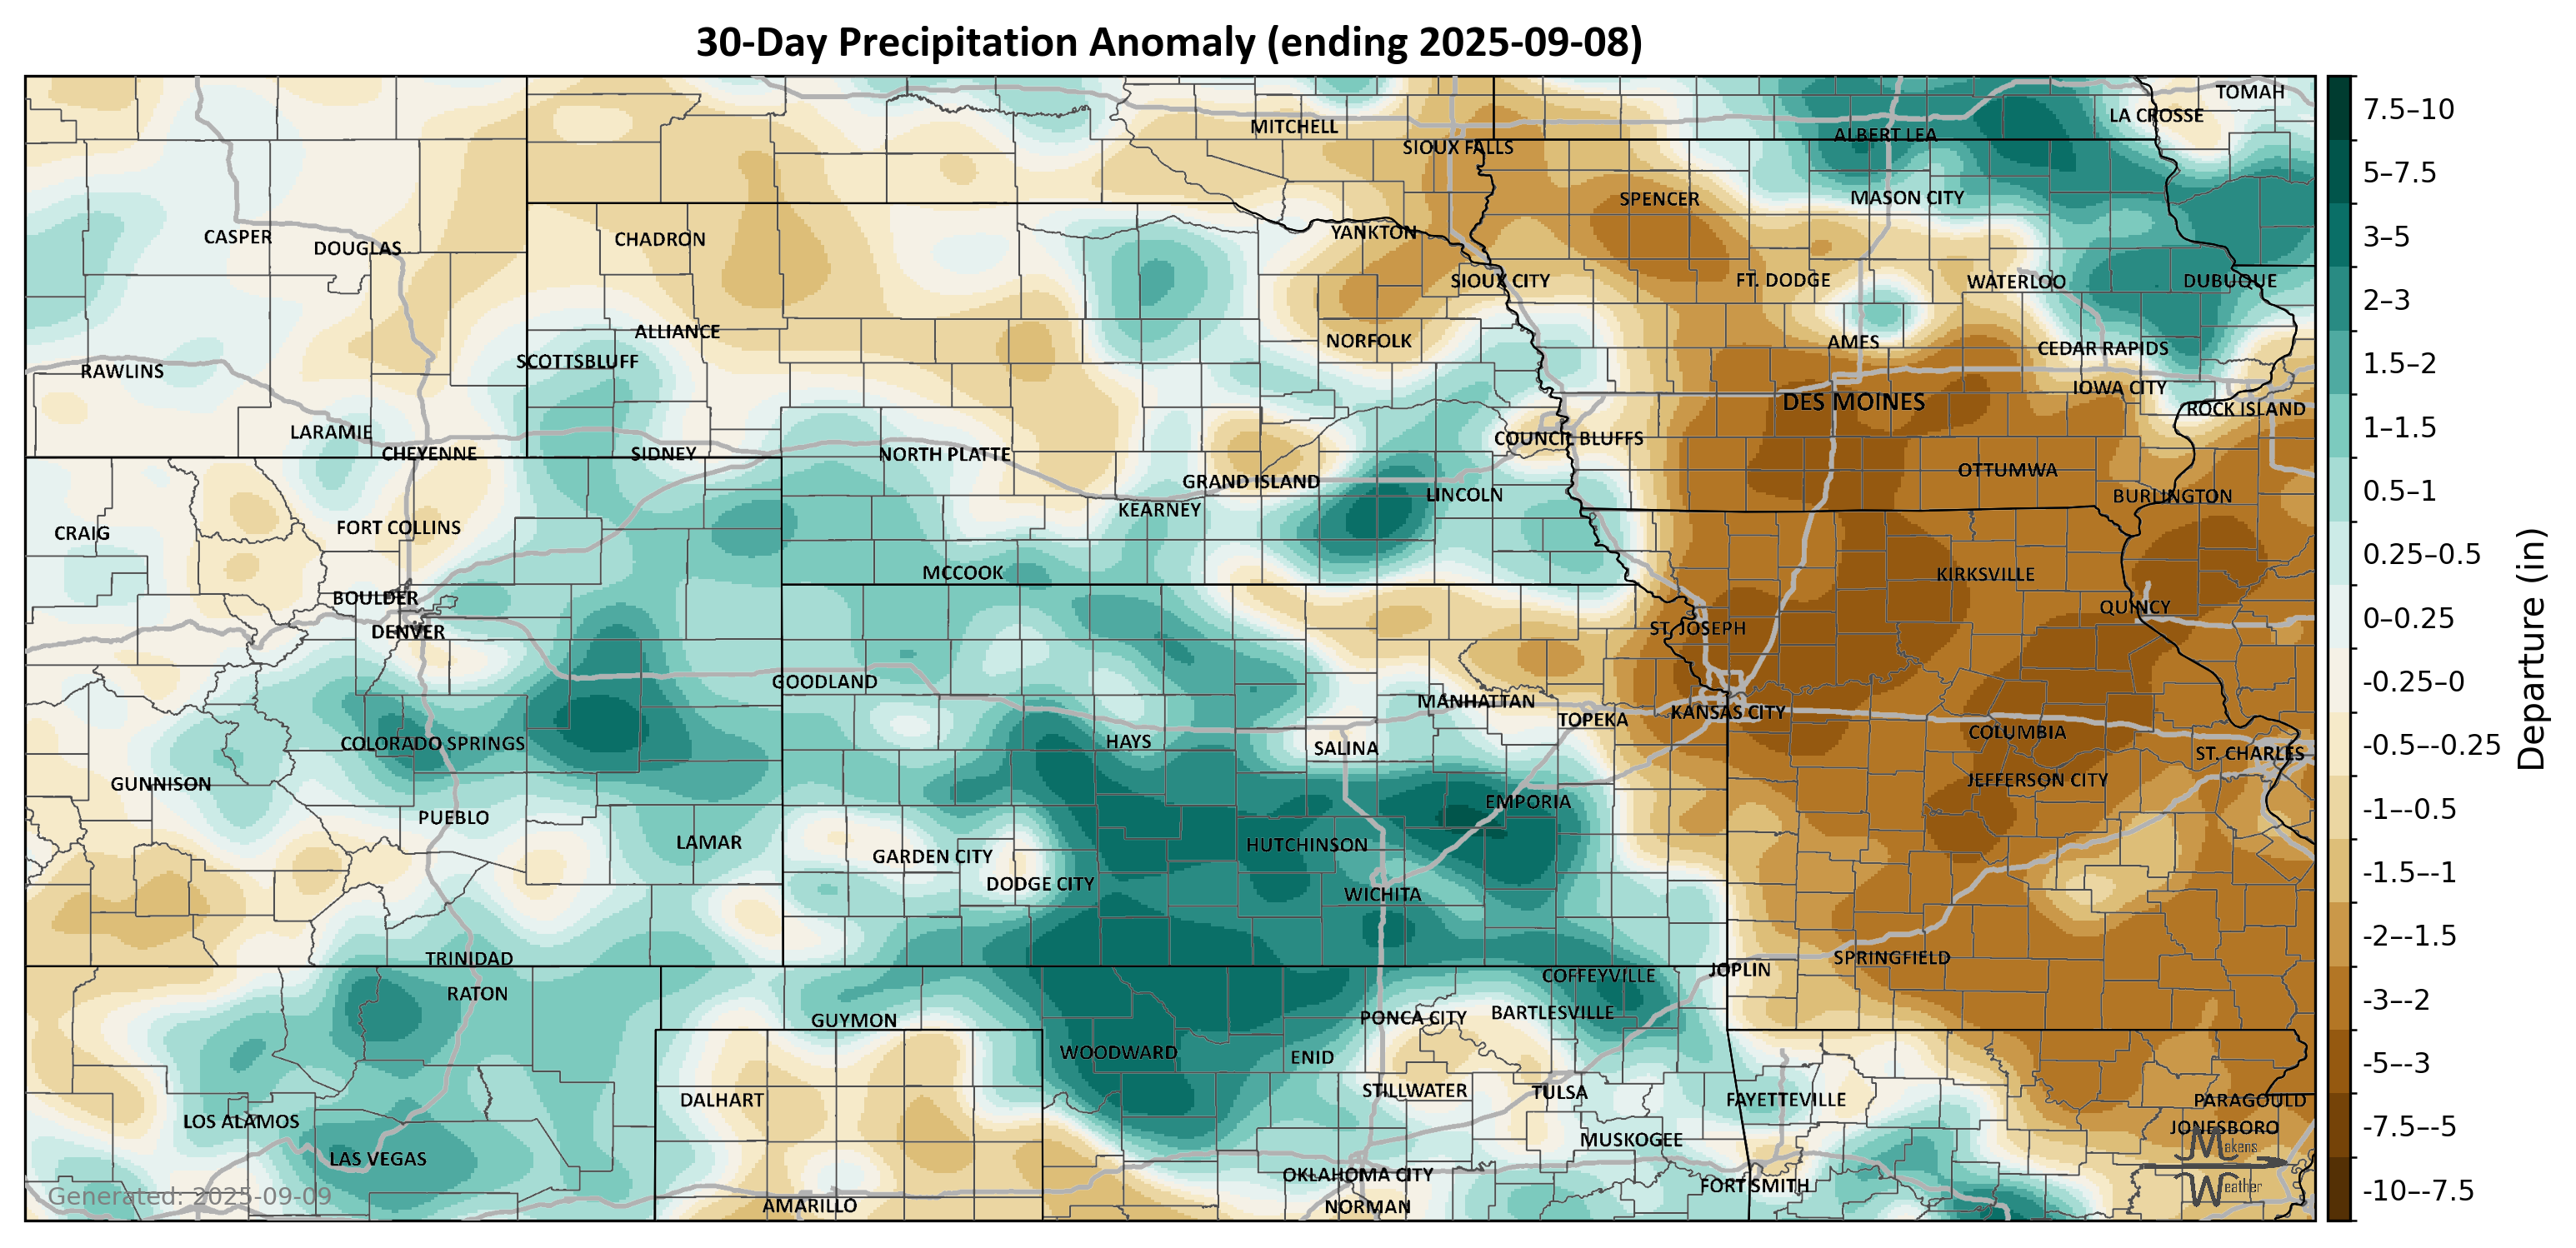 30-Day Precipitation Anomaly (ending 2025-09-08)
TOMAH
LA CROSSE
MITCHELL
ALBERT LEA
SIOUX FALLS
SPENCER
MASON CITY
CASPER
DOUGLAS
CHADRON
YANKTON
SIOUX CITY
FT. DODGE
WATERLOO
DUBUQUE
ALLIANCE
NORFOLK
AMES
CEDAR RAPIDS
SCOTTSBLUFF
RAWLINS
IOWA CITY
DES MOINES
ROCK ISLAND
LARAMIE
CHEYENNE
SIDNEY
NORTH PLATTE
COUNCIL BLUFFS
OTTUMWA
GRAND ISLAND
LINCOLN
BURLINGTON
KEARNEY
CRAIG
FORT COLLINS
MCCOOK
KIRKSVILLE
BOULDER
QUINCY
DENVER
ST. JOSEPH
GOODLAND
MANHATTAN
TOPEKA
KANSAS CITY
COLUMBIA
COLORADO SPRINGS
HAYS
SALINA
ST. CHARLES
GUNNISON
JEFFERSON CITY
EMPORIA
PUEBLO
LAMAR
HUTCHINSON
GARDEN CITY
DODGE CITY
WICHITA
TRINIDAD
SPRINGFIELD
JOPLIN
COFFEYVILLE
RATON
GUYMON
PONCA CITY
BARTLESVILLE
WOODWARD
ENID
DALHART
STILLWATER
TULSA
FAYETTEVILLE
PARAGOULD
LOS ALAMOS
JONESBORO
MUSKOGEE
LAS VEGAS
OKLAHOMA CITY
FORT SMITH
AMARILLO
NORMAN
Generated: 2025-09-09
Makens
Weather
7.5–10
5–7.5
3–5
2–3
1.5–2
1–1.5
0.5–1
0.25–0.5
0–0.25
-0.25–0
-0.5–-0.25
-1–-0.5
-1.5–-1
-2–-1.5
-3–-2
-5–-3
-7.5–-5
-10–-7.5
Departure (in)